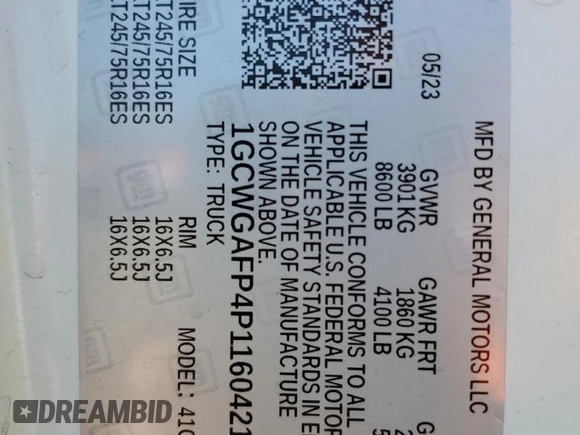 MFD BY GENERAL MOTORS LLC
05/23
GVWR GAWR FRT
3901 KG 1860 KG
8600 LB 4100 LB
THIS VEHICLE CONFORMS TO ALL
APPLICABLE U.S. FEDERAL MOTOR
VEHICLE SAFETY STANDARDS IN
ON THE DATE OF MANUFACTURE
SHOWN ABOVE.
1GCWGAFP4P1160421
TYPE: TRUCK MODEL:
SIZE RIM
LT245/75R16ES 16X6.5J
LT245/75R16ES 16X6.5J
LT245/75R16ES 16X6.5J
DREAMBID